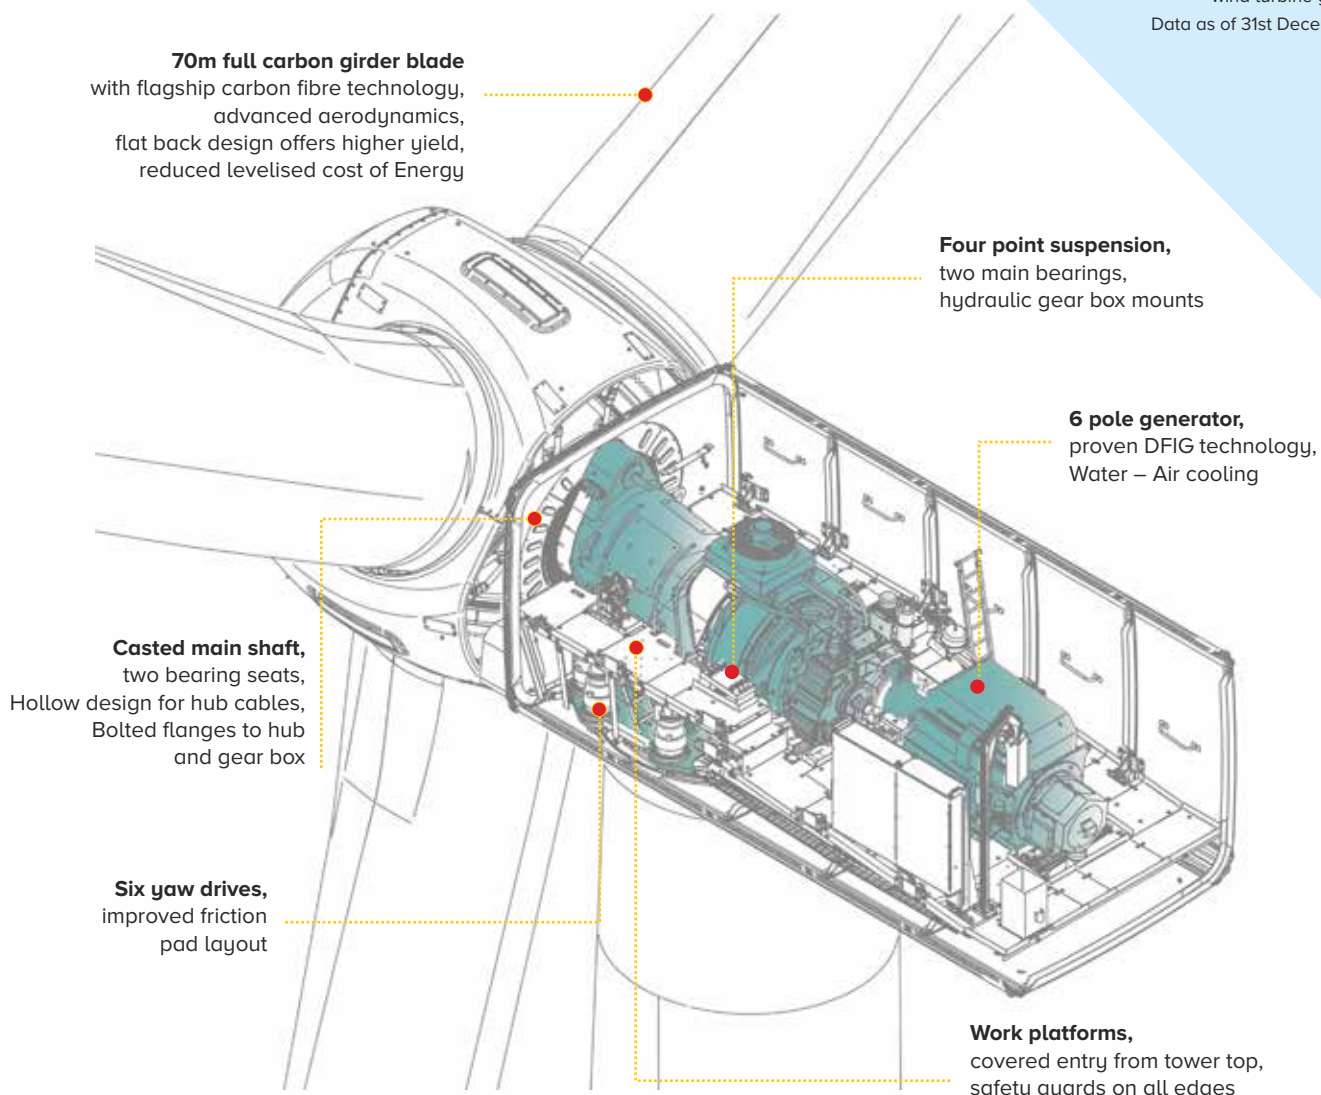 wind turbine
Data as of 31st
70m full carbon girder blade
with flagship carbon fibre technology,
advanced aerodynamics,
flat back design offers higher yield,
reduced levelised cost of Energy
Four point suspension,
two main bearings,
hydraulic gear box mounts
6 pole generator,
proven DFIG technology,
Water – Air cooling
Casted main shaft,
two bearing seats,
Hollow design for hub cables,
Bolted flanges to hub
and gear box
Six yaw drives,
improved friction
pad layout
Work platforms,
covered entry from tower top,
safety guards on all edges